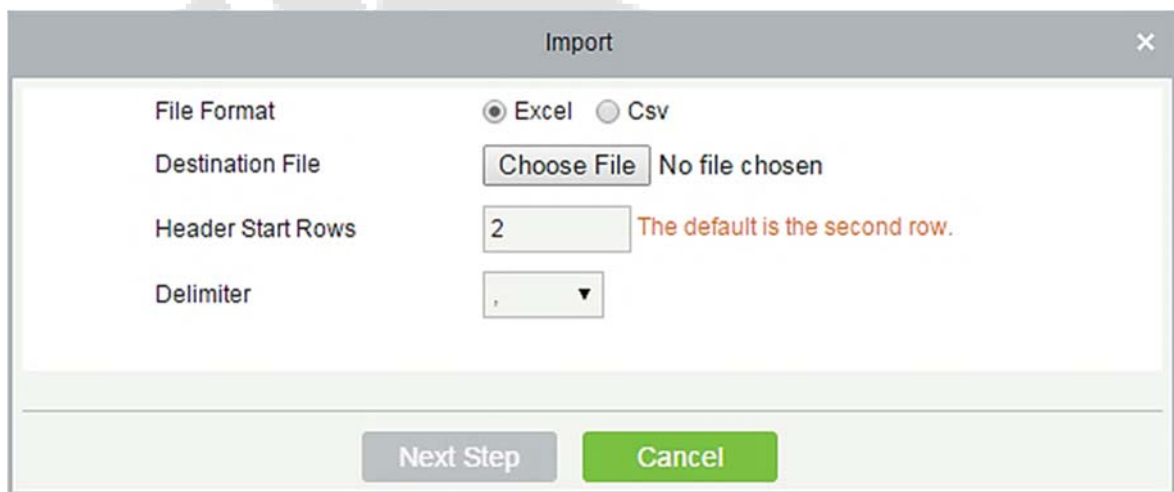 Import ×
File Format Excel Csv
Destination File Choose File No file chosen
Header Start Rows 2 The default is the second row.
Delimiter , ▼
Next Step Cancel